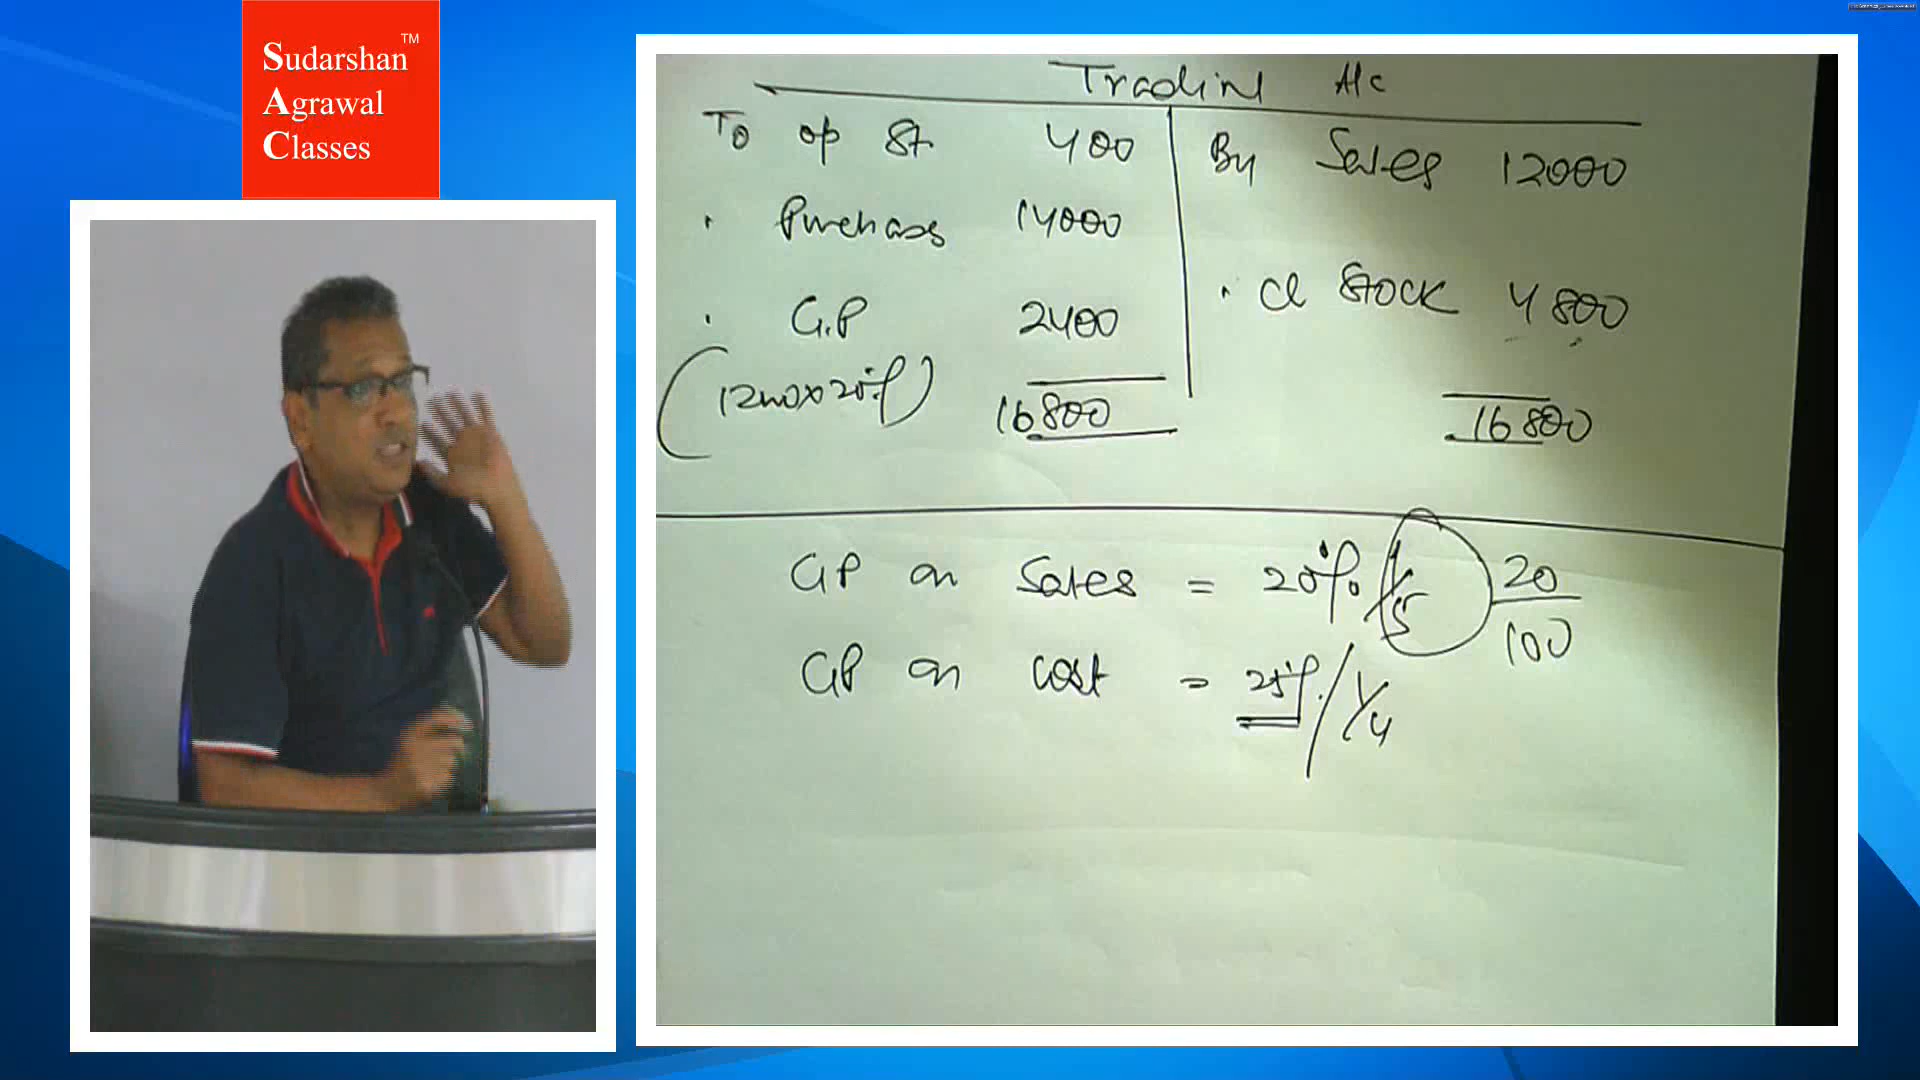 Sudarshan TM
Agrawal
Classes
Trading A/c
To op St. 400 By Sales 12000
" Purchases 14000
" G.P 2400 " Cl Stock 4800
(12000x20%) 16800 16800
GP on Sales = 20% / 1/5 20/100
GP on cost = 25% / 1/4